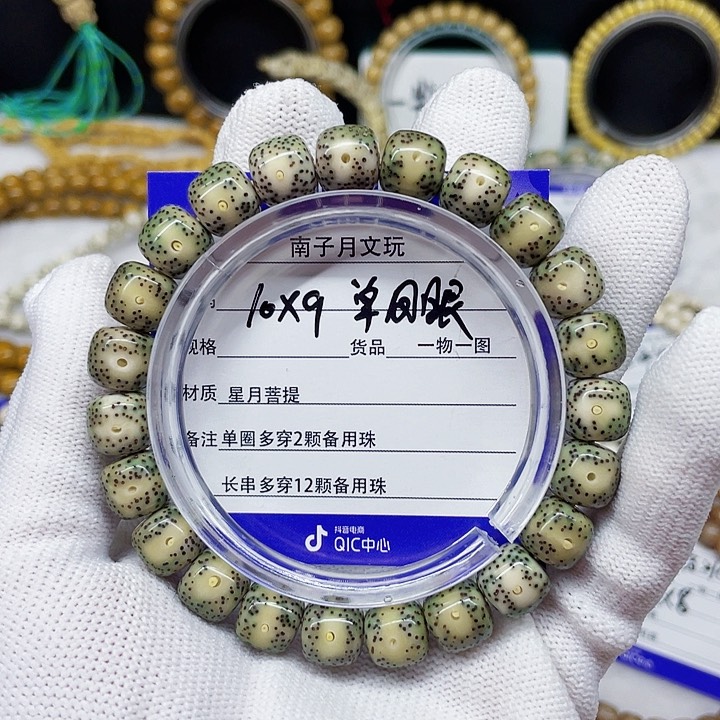 南子月文玩
10X9 单圆眼
规格 货品 一物一图
材质 星月菩提
备注 单圈多穿2颗备用珠
长串多穿12颗备用珠
抖音电商
QIC中心